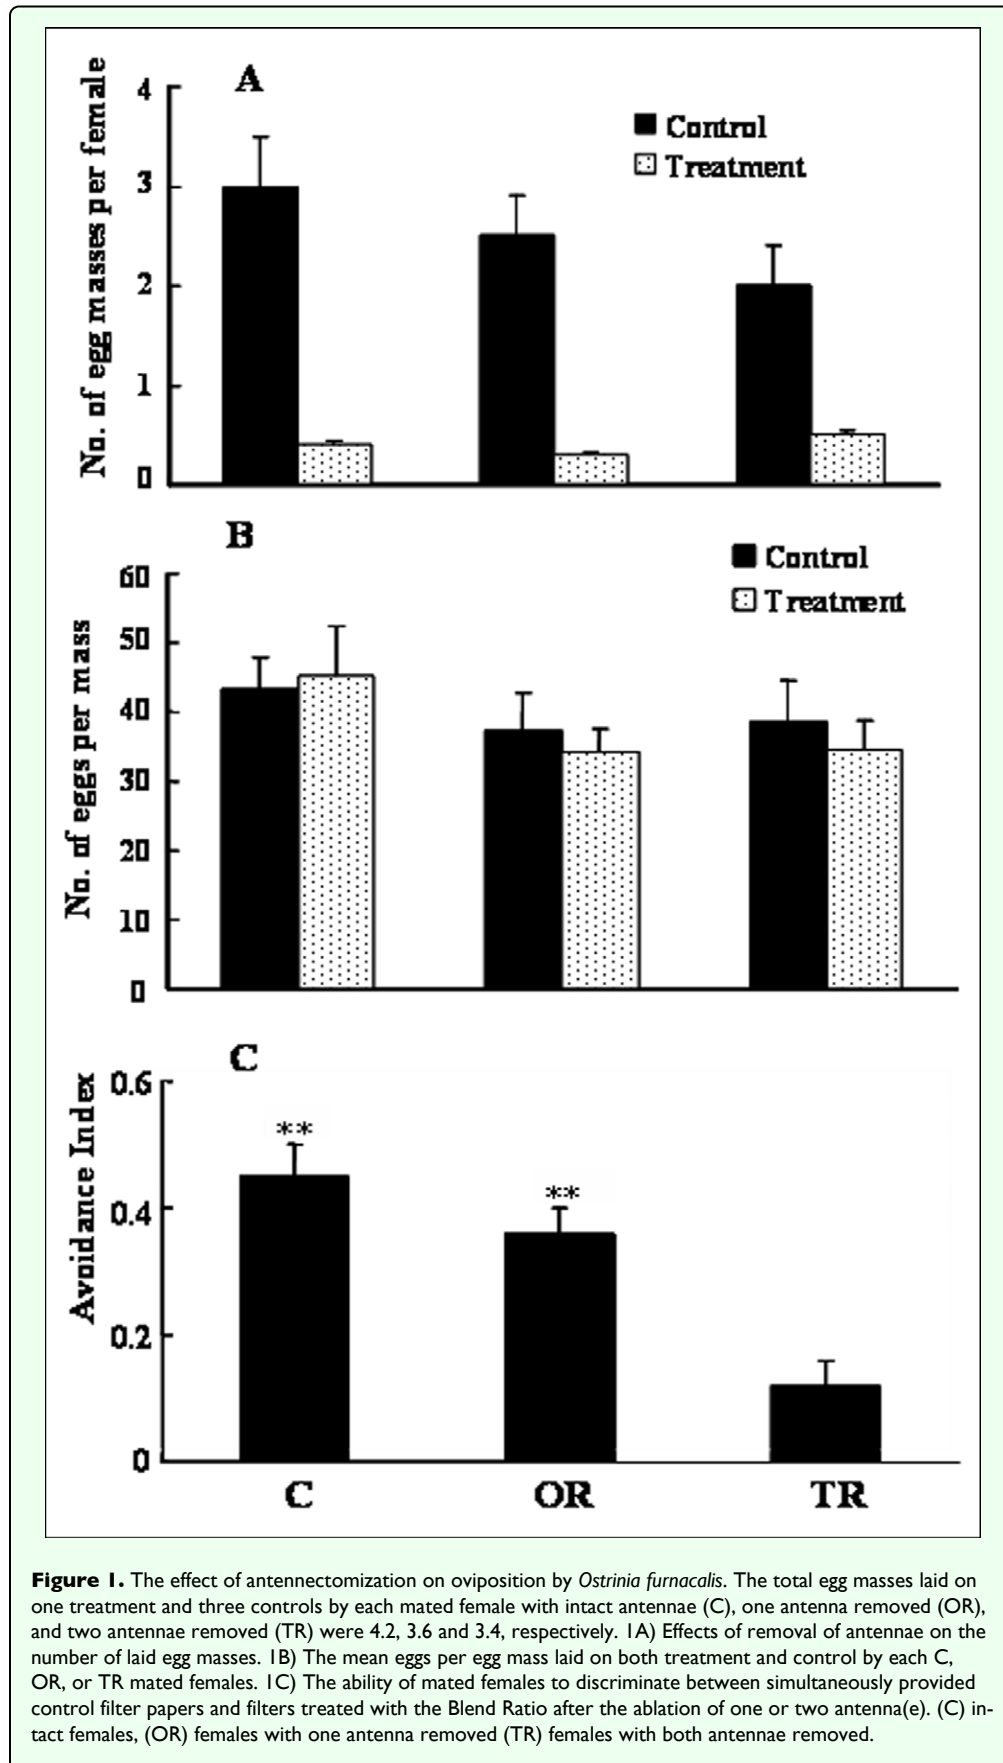 A
No. of egg masses per female
4
3
2
1
0
Control
Treatment
B
No. of eggs per mass
60
50
40
30
20
10
0
Control
Treatment
C
Avoidance Index
0.6
0.4
0.2
0
**
**
C OR TR
Figure 1. The effect of antennectomization on oviposition by Ostrinia furnacalis. The total egg masses laid on
one treatment and three controls by each mated female with intact antennae (C), one antenna removed (OR),
and two antennae removed (TR) were 4.2, 3.6 and 3.4, respectively. 1A) Effects of removal of antennae on the
number of laid egg masses. 1B) The mean eggs per egg mass laid on both treatment and control by each C,
OR, or TR mated females. 1C) The ability of mated females to discriminate between simultaneously provided
control filter papers and filters treated with the Blend Ratio after the ablation of one or two antenna(e). (C) in-
tact females, (OR) females with one antenna removed (TR) females with both antennae removed.